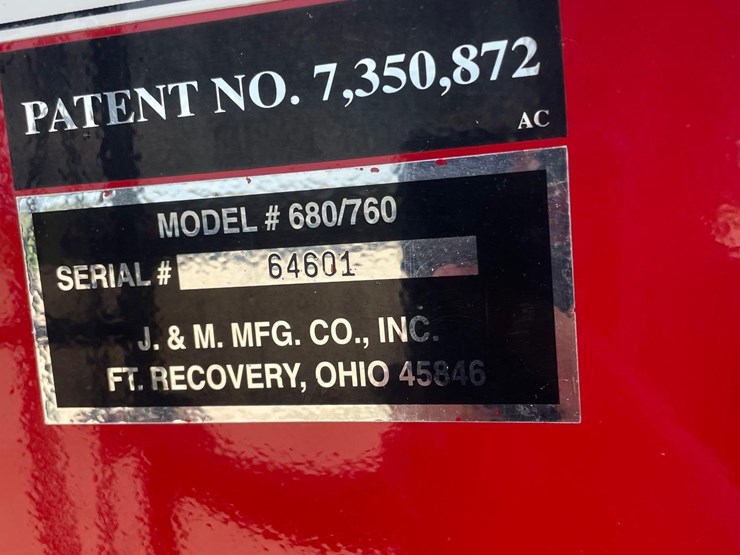 PATENT NO. 7,350,872
AC
MODEL # 680/760
SERIAL # 64601
J. & M. MFG. CO., INC.
FT. RECOVERY, OHIO 45846